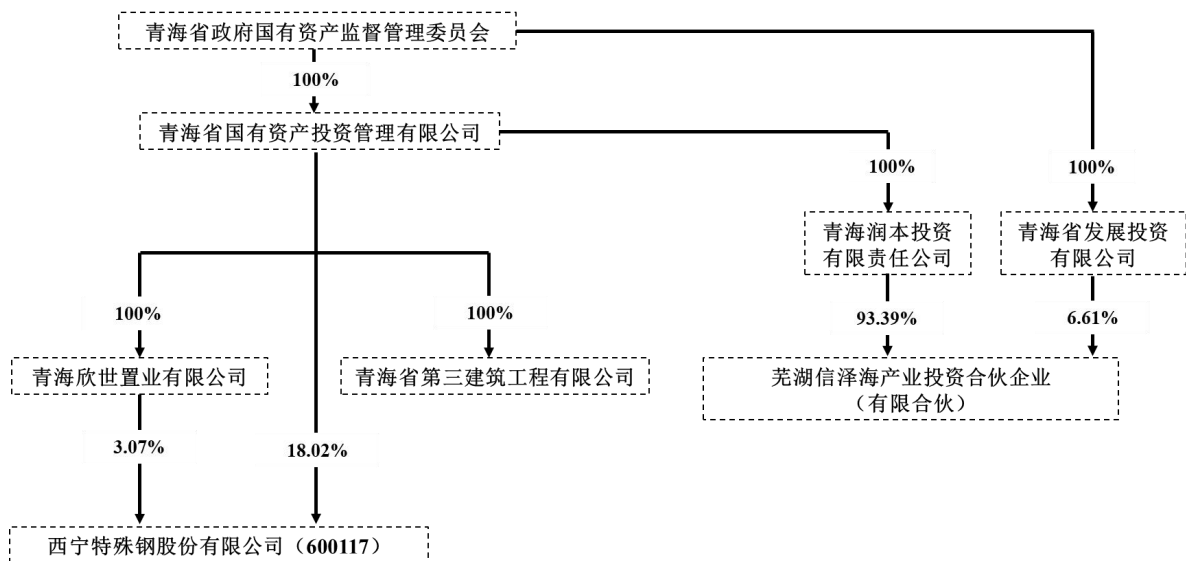 青海省政府国有资产监督管理委员会
100%
青海省国有资产投资管理有限公司
100%
100%
青海润本投资
有限责任公司
青海省发展投资
有限公司
100%
100%
93.39%
6.61%
青海欣世置业有限公司
青海省第三建筑工程有限公司
芜湖信泽海产业投资合伙企业
（有限合伙）
3.07%
18.02%
西宁特殊钢股份有限公司（600117）